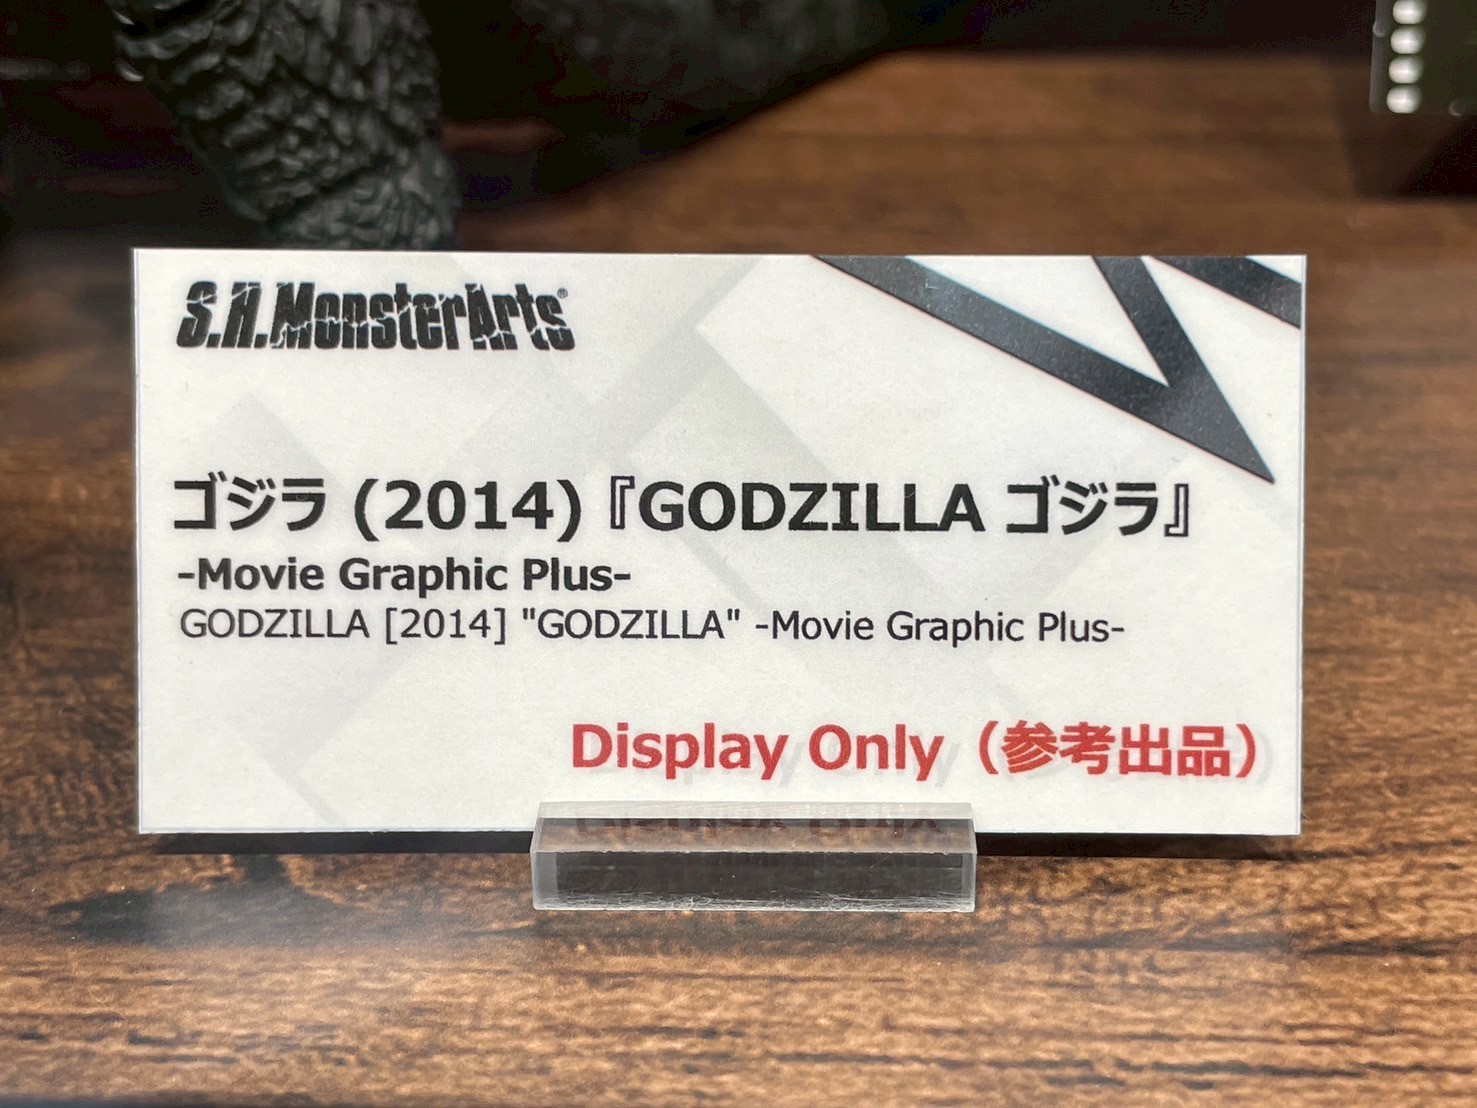 S.H.MonsterArts®
ゴジラ (2014)『GODZILLA ゴジラ』
-Movie Graphic Plus-
GODZILLA [2014] "GODZILLA" -Movie Graphic Plus-
Display Only（参考出品）